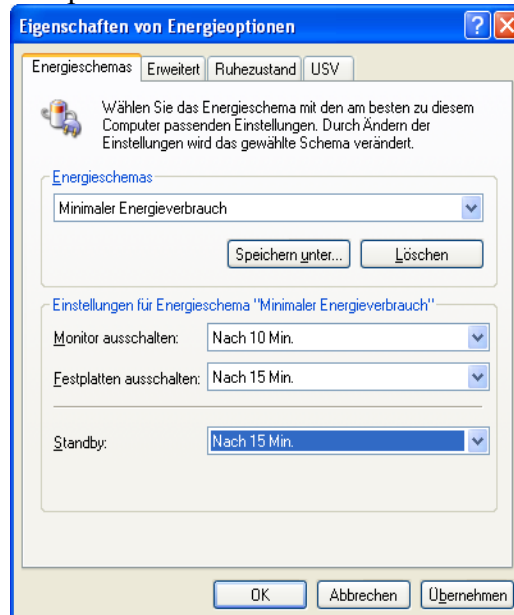 Eigenschaften von Energieoptionen
Energieschemas Erweitert Ruhezustand USV
Wählen Sie das Energieschema mit den am besten zu diesem
Computer passenden Einstellungen. Durch Ändern der
Einstellungen wird das gewählte Schema verändert.
Energieschemas
Minimaler Energieverbrauch
Speichern unter... Löschen
Einstellungen für Energieschema "Minimaler Energieverbrauch"
Monitor ausschalten: Nach 10 Min.
Festplatten ausschalten: Nach 15 Min.
Standby: Nach 15 Min.
OK Abbrechen Übernehmen